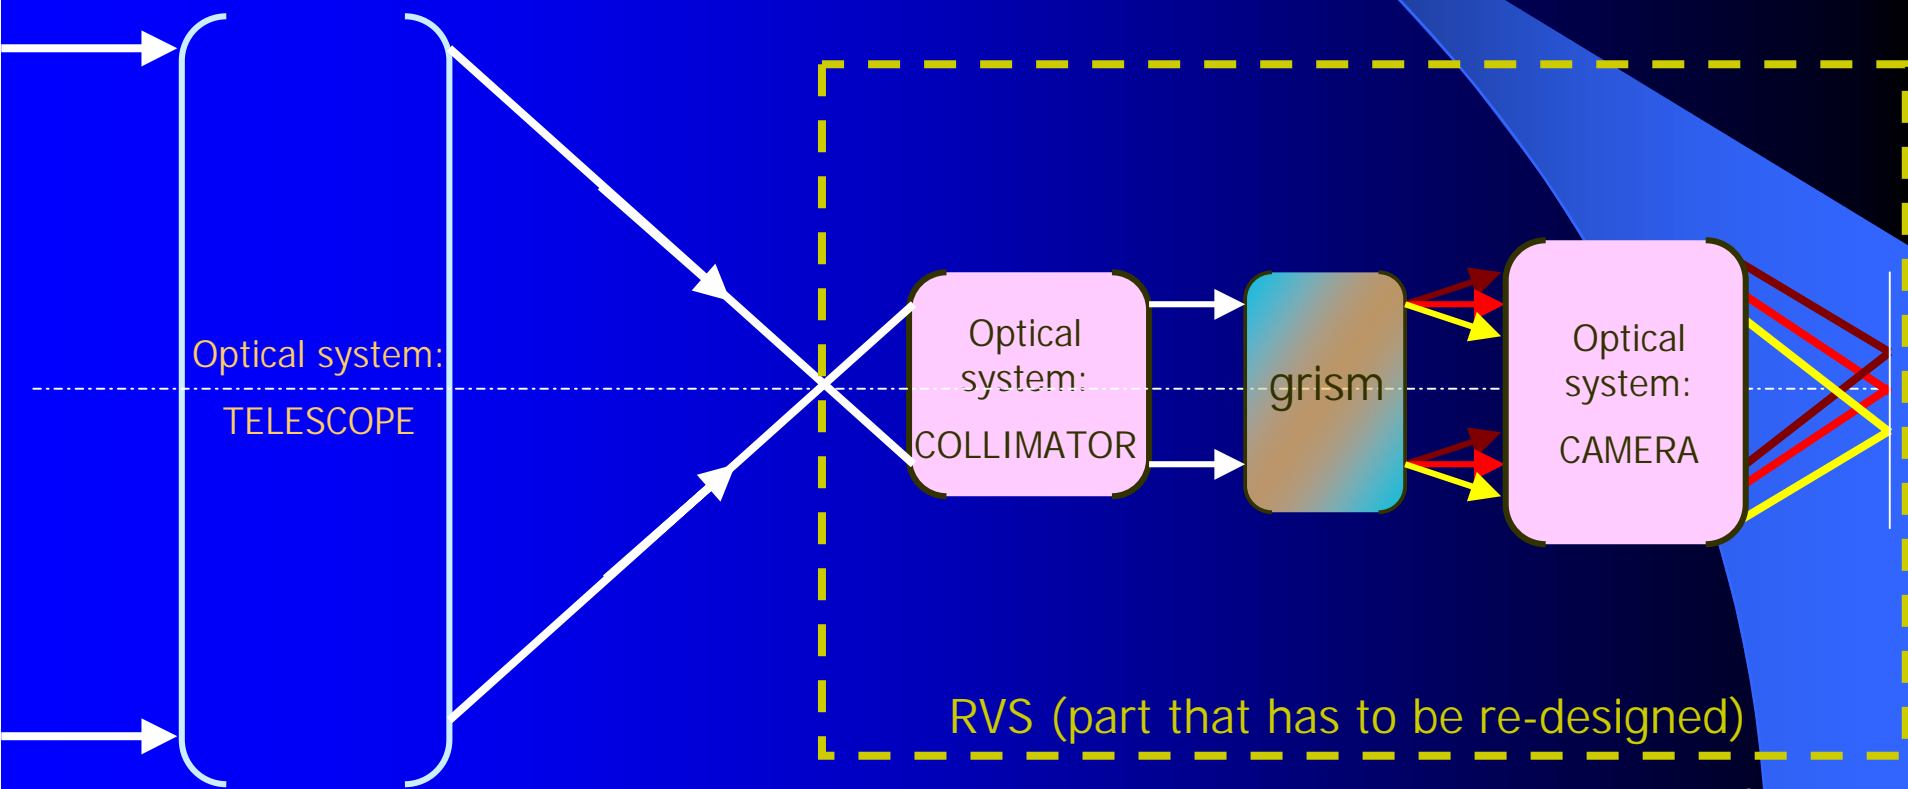 Optical system:
TELESCOPE
Optical
system:
COLLIMATOR
grism
Optical
system:
CAMERA
RVS (part that has to be re-designed)